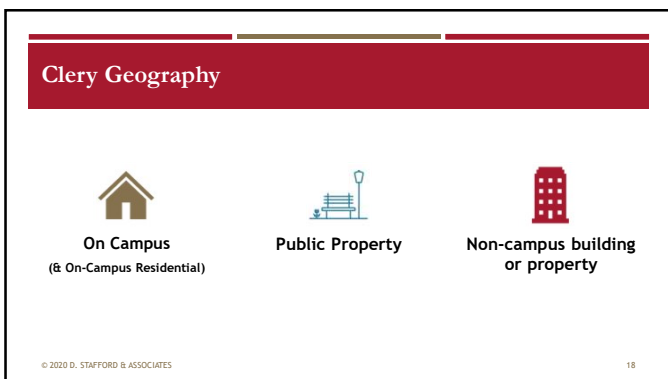 Clery Geography
On Campus
(& On-Campus Residential)
Public Property
Non-campus building
or property
© 2020 D. STAFFORD & ASSOCIATES
18